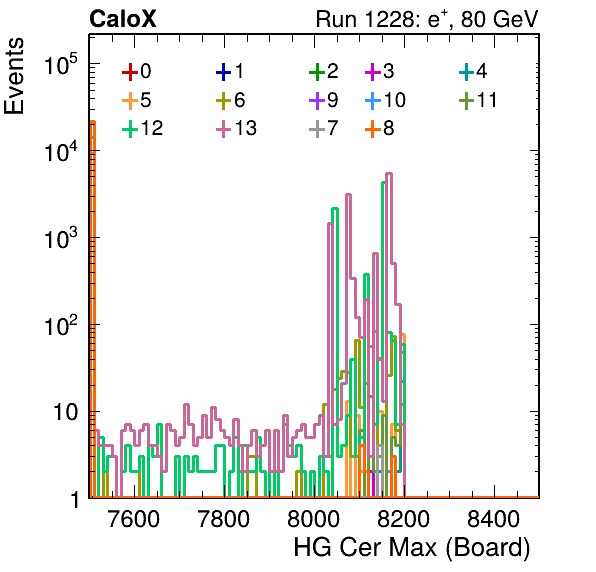 CaloX Run 1228: e⁺, 80 GeV
Events
10⁵
10⁴
10³
10²
10
1
0 1 2 3 4
5 6 9 10 11
12 13 7 8
7600 7800 8000 8200 8400
HG Cer Max (Board)